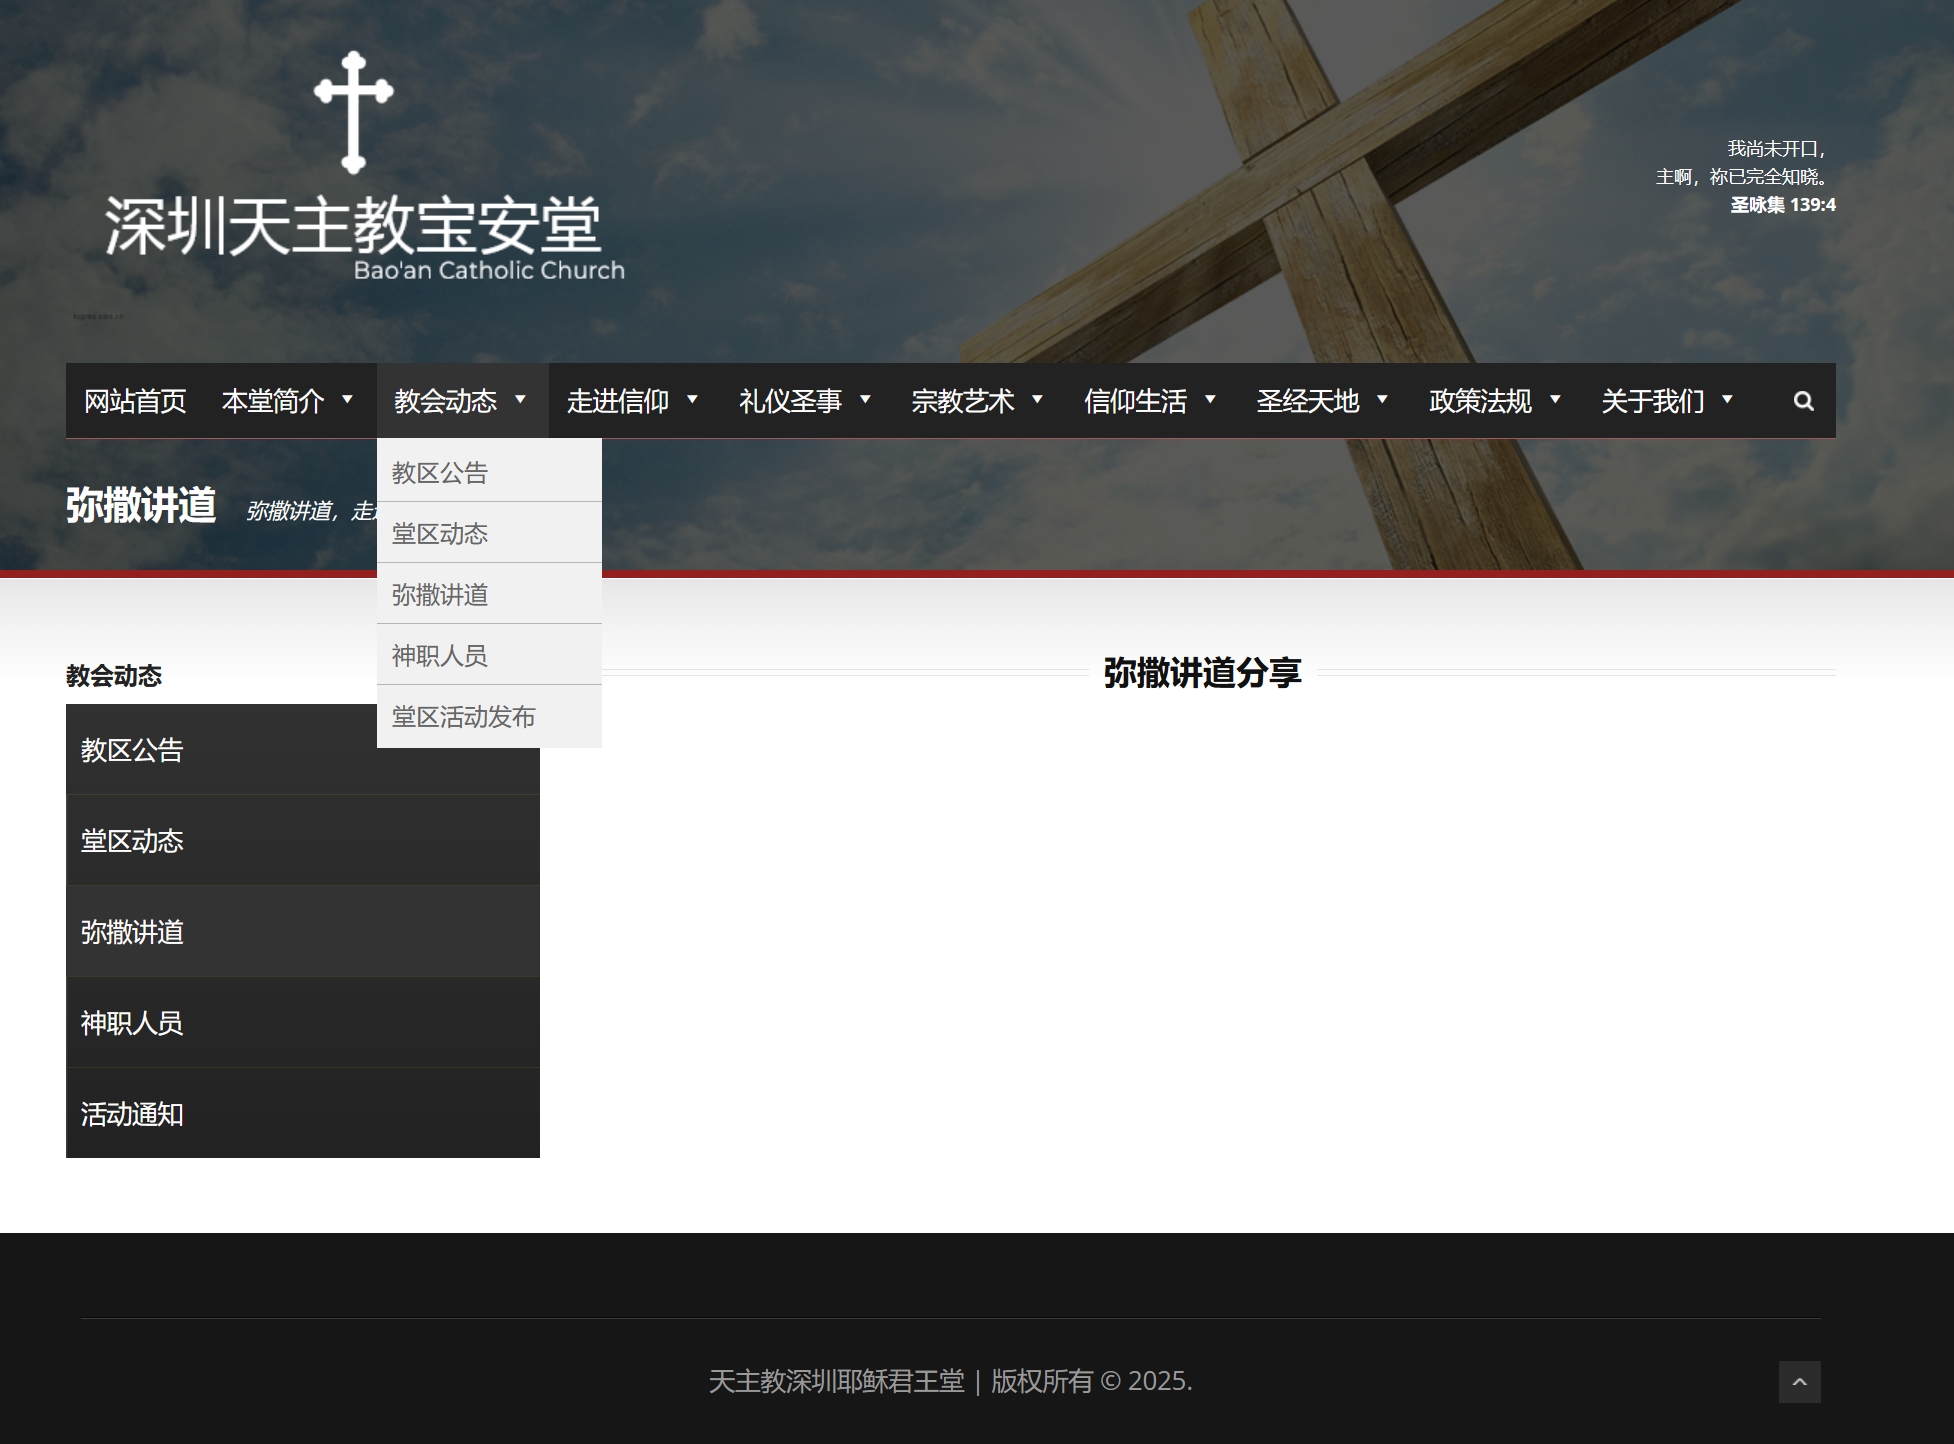 深圳天主教宝安堂
Bao'an Catholic Church
我尚未开口，
主啊，祢已完全知晓。
圣咏集 139:4
网站首页 本堂简介 教会动态 走进信仰 礼仪圣事 宗教艺术 信仰生活 圣经天地 政策法规 关于我们
弥撒讲道 弥撒讲道，走
教区公告
堂区动态
弥撒讲道
神职人员
堂区活动发布
教会动态
教区公告
堂区动态
弥撒讲道
神职人员
活动通知
弥撒讲道分享
天主教深圳耶稣君王堂 | 版权所有 © 2025.